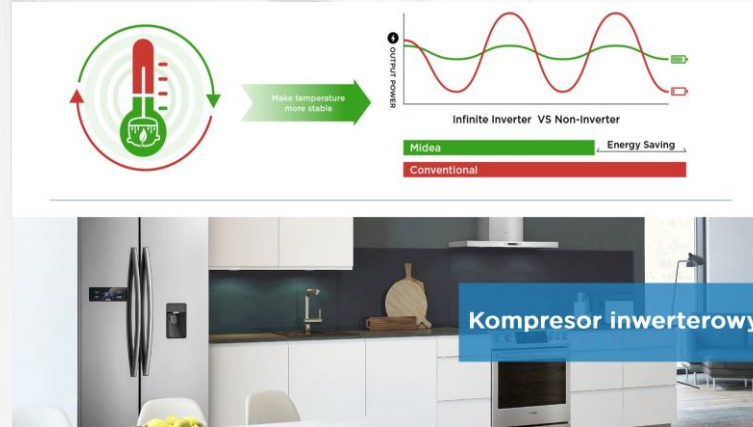 Make temperature
more stable
OUTPUT POWER
Infinite Inverter VS Non-Inverter
Midea
Energy Saving
Conventional
Kompresor inwerterowy